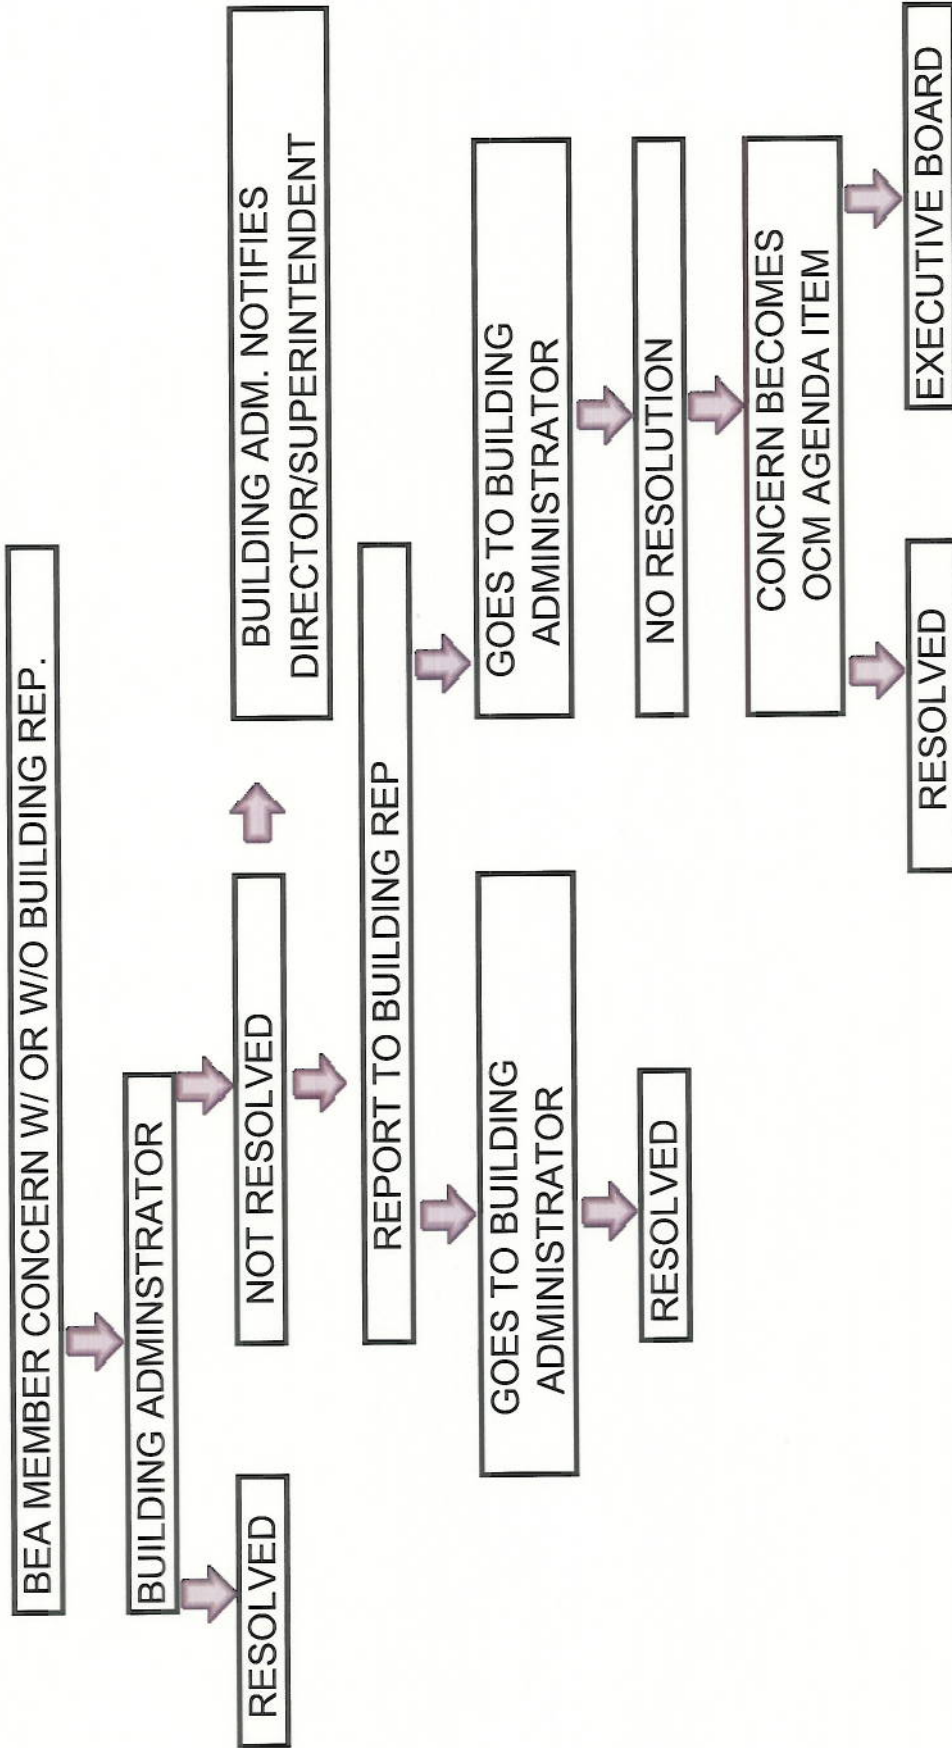 BEA MEMBER CONCERN W/ OR W/O BUILDING REP.
BUILDING ADMINSTRATOR
RESOLVED
NOT RESOLVED
BUILDING ADM. NOTIFIES
DIRECTOR/SUPERINTENDENT
REPORT TO BUILDING REP
GOES TO BUILDING
ADMINISTRATOR
GOES TO BUILDING
ADMINISTRATOR
RESOLVED
NO RESOLUTION
CONCERN BECOMES
OCM AGENDA ITEM
RESOLVED
EXECUTIVE BOARD